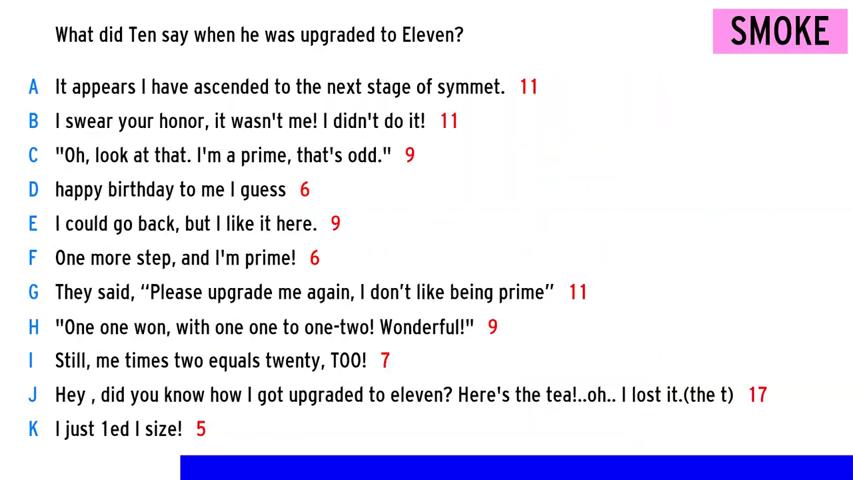 What did Ten say when he was upgraded to Eleven?
SMOKE
A It appears I have ascended to the next stage of symmet. 11
B I swear your honor, it wasn't me! I didn't do it! 11
C "Oh, look at that. I'm a prime, that's odd." 9
D happy birthday to me I guess 6
E I could go back, but I like it here. 9
F One more step, and I'm prime! 6
G They said, “Please upgrade me again, I don’t like being prime” 11
H "One one won, with one one to one-two! Wonderful!" 9
I Still, me times two equals twenty, TOO! 7
J Hey , did you know how I got upgraded to eleven? Here's the tea!..oh.. I lost it.(the t) 17
K I just 1ed I size! 5